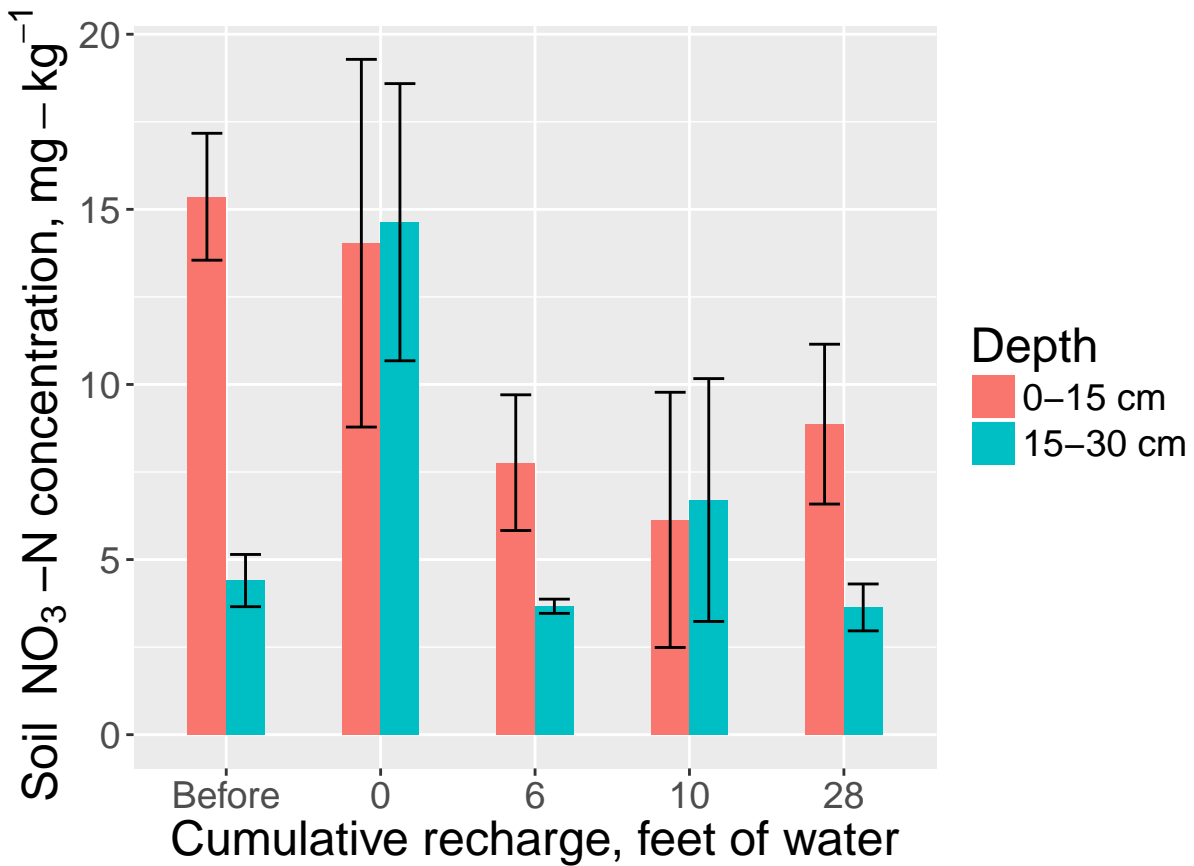 Soil NO₃−N concentration, mg−kg⁻¹
20
15
10
5
0
Before 0 6 10 28
Cumulative recharge, feet of water
Depth
0−15 cm
15−30 cm